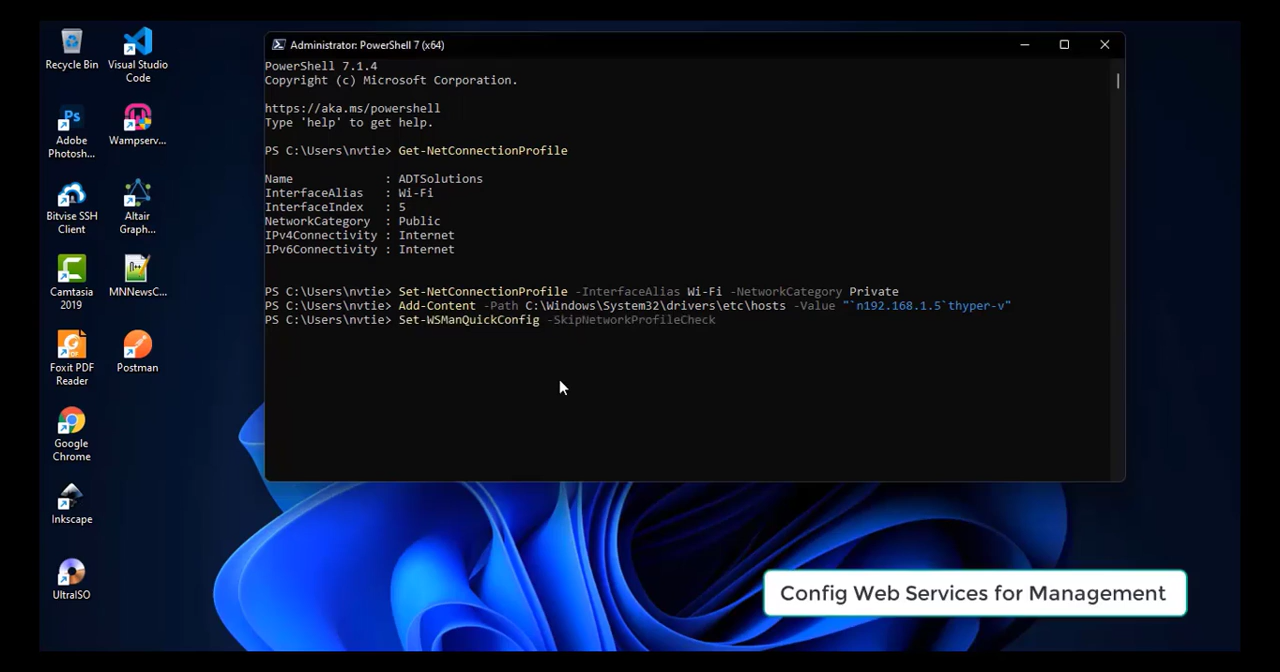 Recycle Bin
Visual Studio
Code
Adobe
Photosh...
Wampserv...
Bitvise SSH
Client
Altair
Graph...
Camtasia
2019
MNNewsC...
Foxit PDF
Reader
Postman
Google
Chrome
Inkscape
UltraISO
Administrator: PowerShell 7 (x64)
PowerShell 7.1.4
Copyright (c) Microsoft Corporation.
https://aka.ms/powershell
Type 'help' to get help.
PS C:\Users\nvtie> Get-NetConnectionProfile
Name             : ADTSolutions
InterfaceAlias   : Wi-Fi
InterfaceIndex   : 5
NetworkCategory  : Public
IPv4Connectivity : Internet
IPv6Connectivity : Internet
PS C:\Users\nvtie> Set-NetConnectionProfile -InterfaceAlias Wi-Fi -NetworkCategory Private
PS C:\Users\nvtie> Add-Content -Path C:\Windows\System32\drivers\etc\hosts -Value "`n192.168.1.5`thyper-v"
PS C:\Users\nvtie> Set-WSManQuickConfig -SkipNetworkProfileCheck
Config Web Services for Management